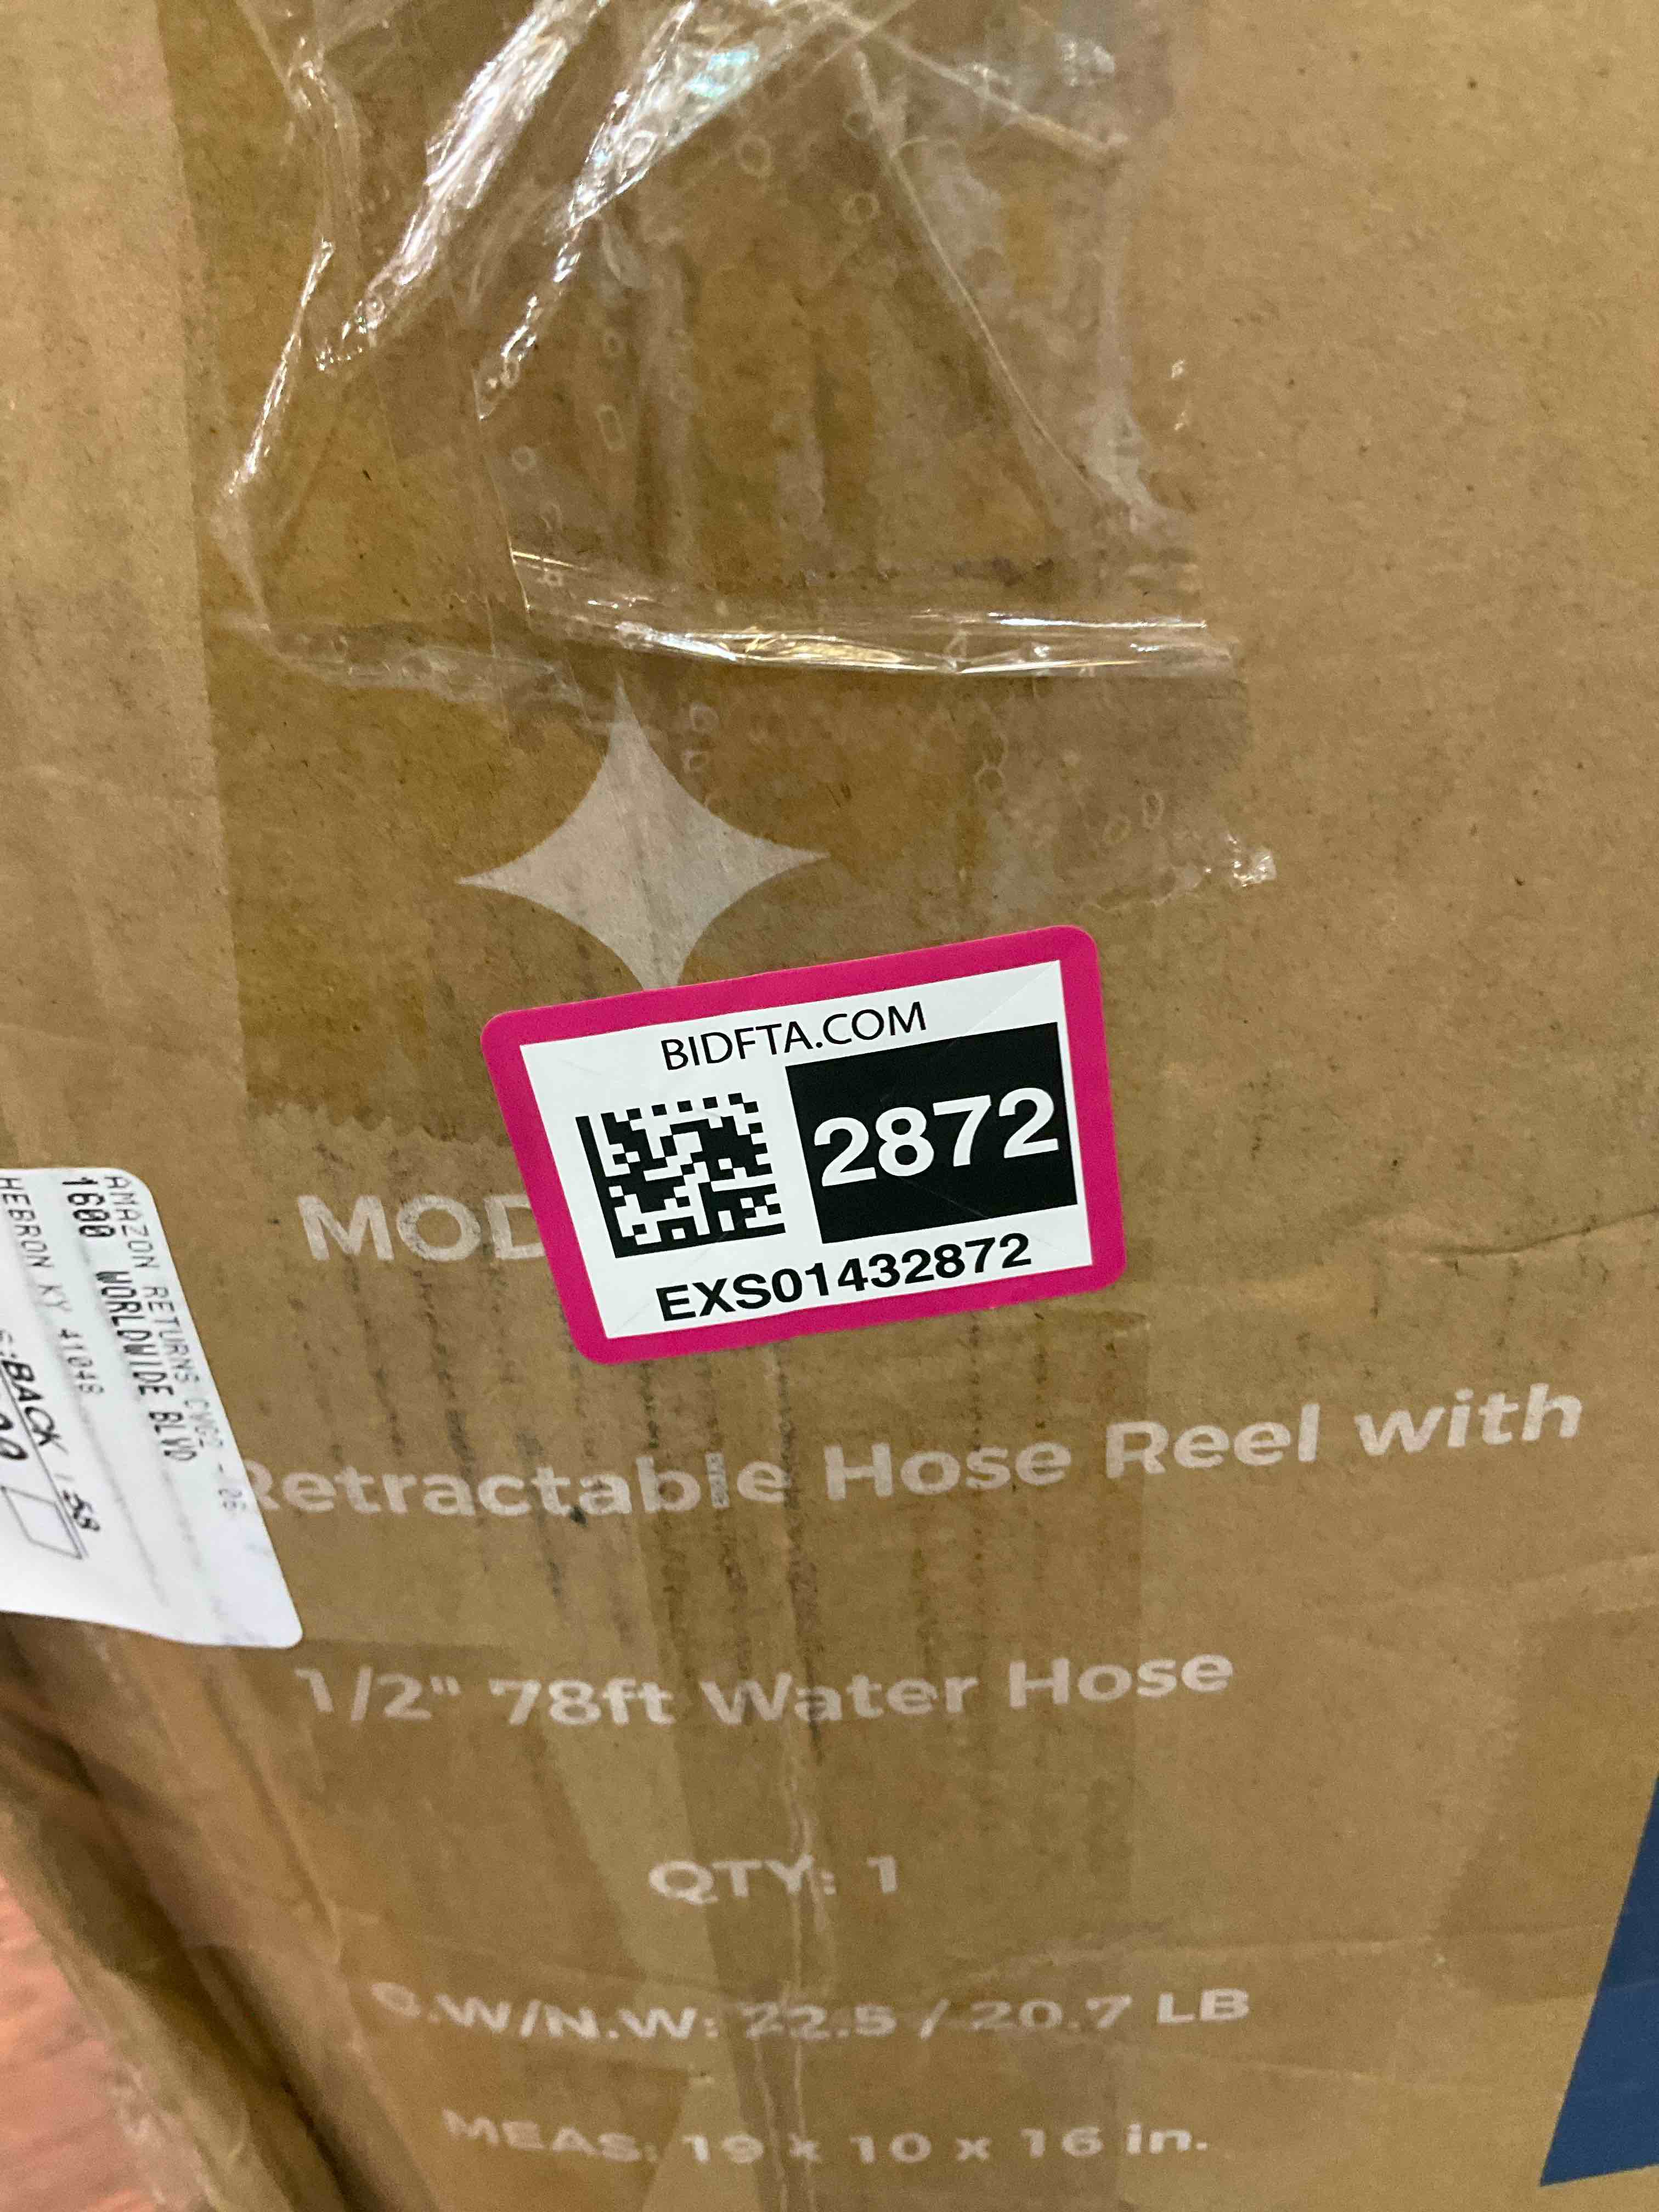 BIDFTA.COM
2872
EXS01432872
MOD
AMAZON RETURNS
1600 WORLDWIDE BLVD
HEBRON KY 41048
BACK
Retractable Hose Reel with
1/2" 78ft Water Hose
QTY: 1
G.W/N.W: 22.5 / 20.7 LB
MEAS: 19 x 10 x 16 in.